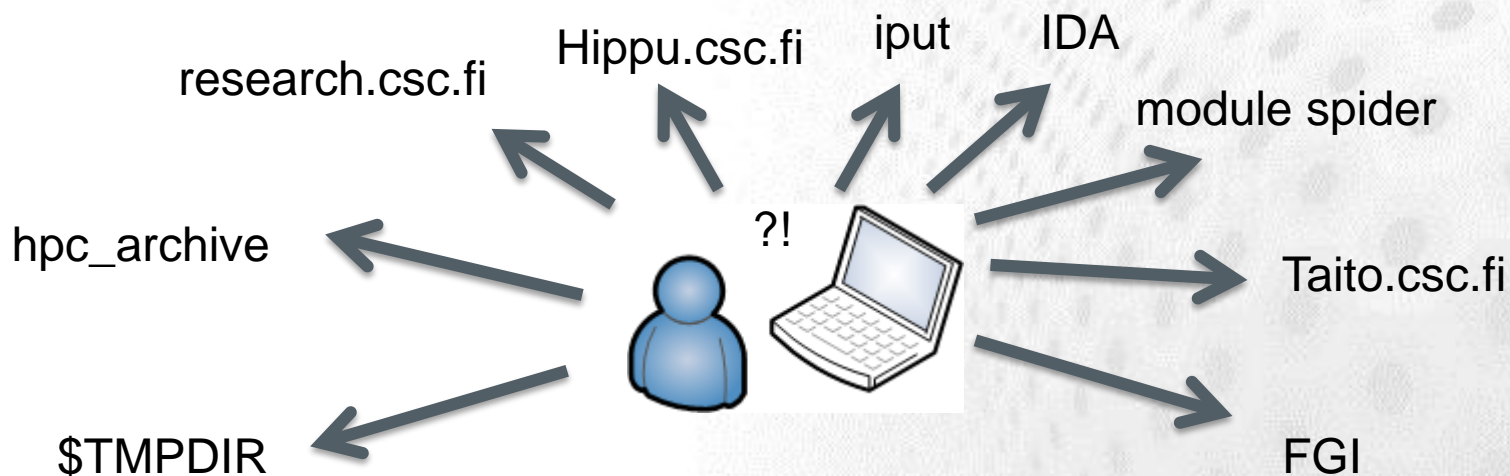 Hippu.csc.fi
iput
IDA
research.csc.fi
module spider
?!
hpc_archive
Taito.csc.fi
$TMPDIR
FGI